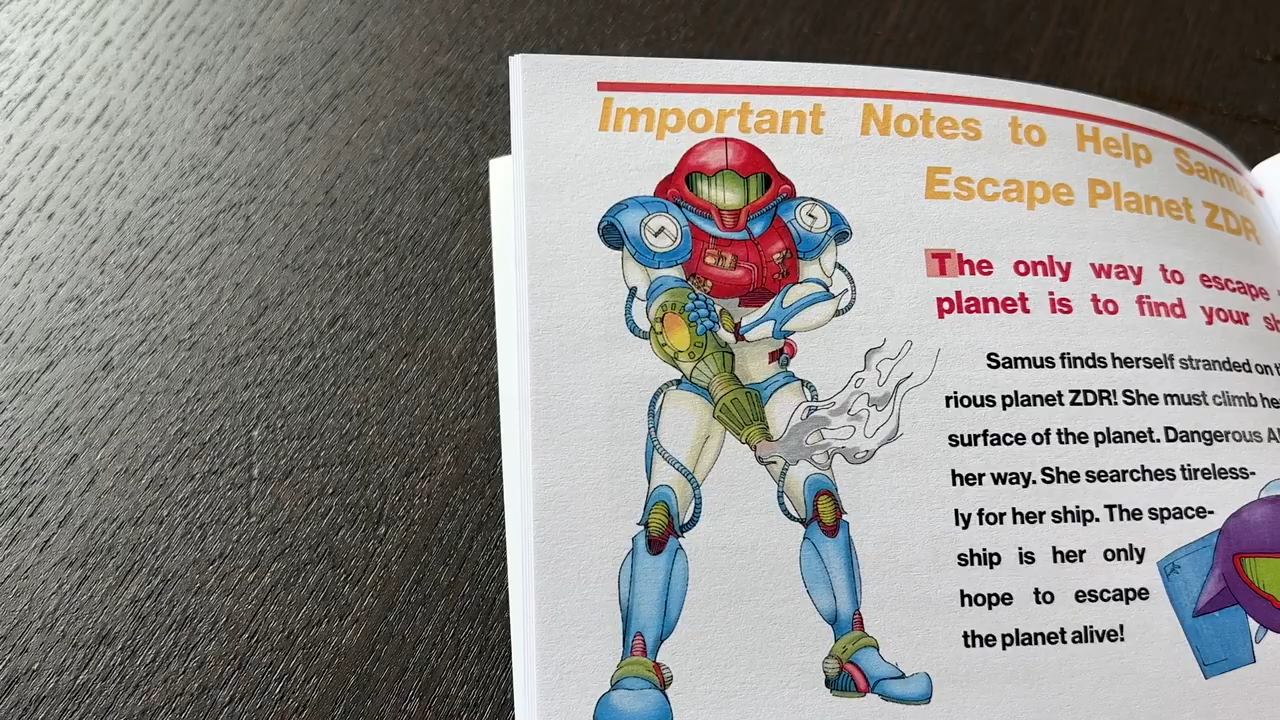 Important Notes to Help Samus
Escape Planet ZDR
The only way to escape
planet is to find your
Samus finds herself stranded on
rious planet ZDR! She must climb
surface of the planet. Dangerous
her way. She searches tireless-
ly for her ship. The space-
ship is her only
hope to escape
the planet alive!